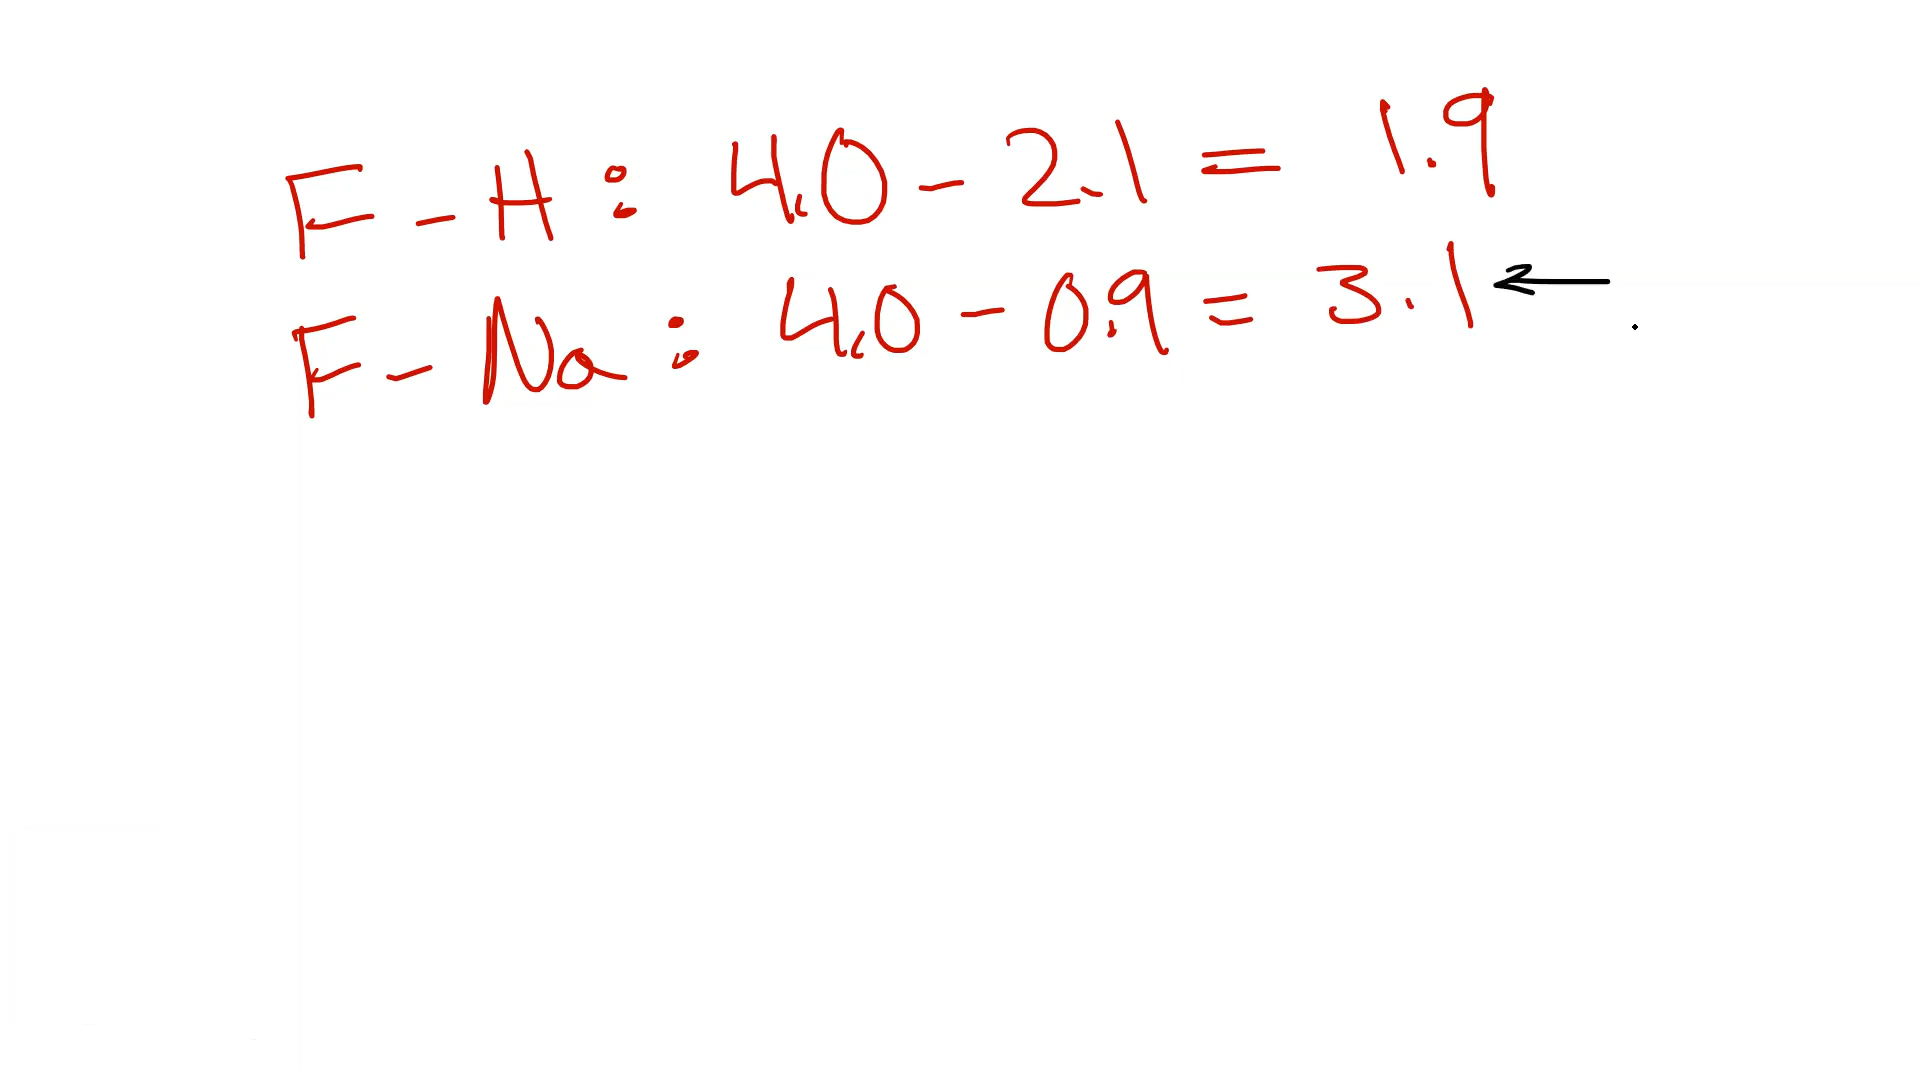 F - H : 4.0 - 2.1 = 1.9
F - Na : 4.0 - 0.9 = 3.1 ←